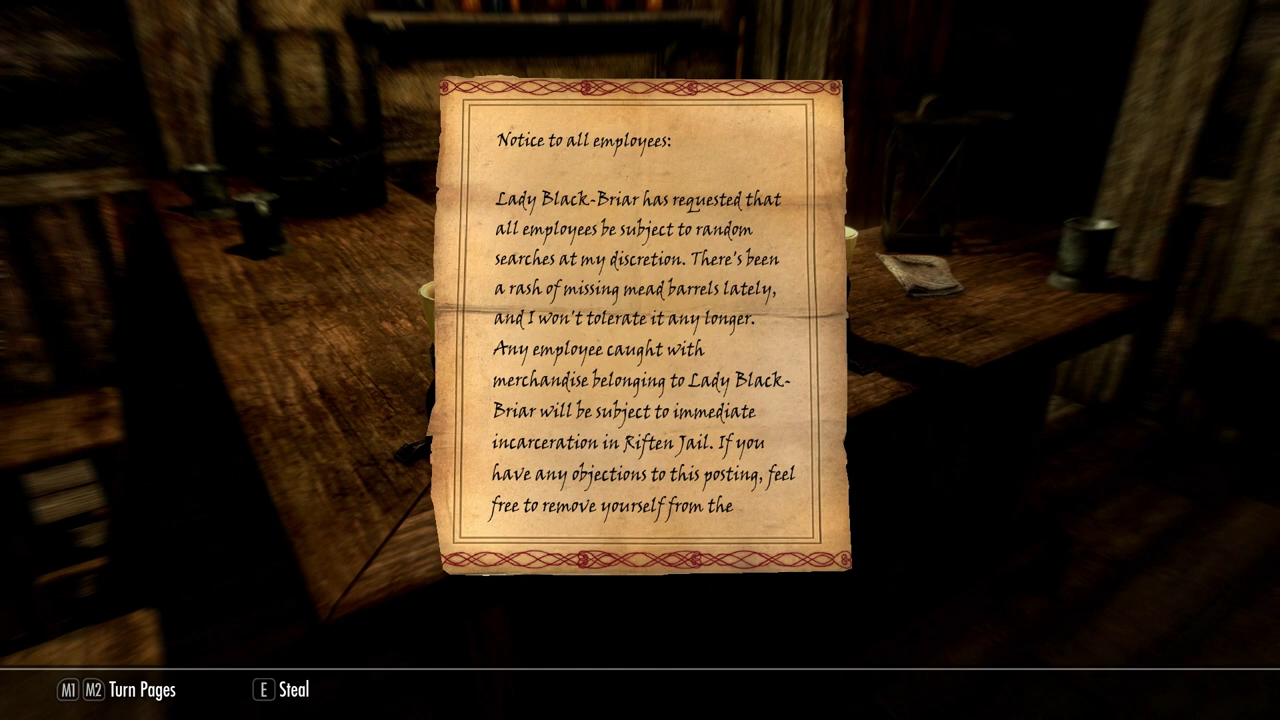 Notice to all employees:
Lady Black-Briar has requested that
all employees be subject to random
searches at my discretion. There's been
a rash of missing mead barrels lately,
and I won't tolerate it any longer.
Any employee caught with
merchandise belonging to Lady Black-
Briar will be subject to immediate
incarceration in Riften Jail. If you
have any objections to this posting, feel
free to remove yourself from the
M1 M2 Turn Pages E Steal